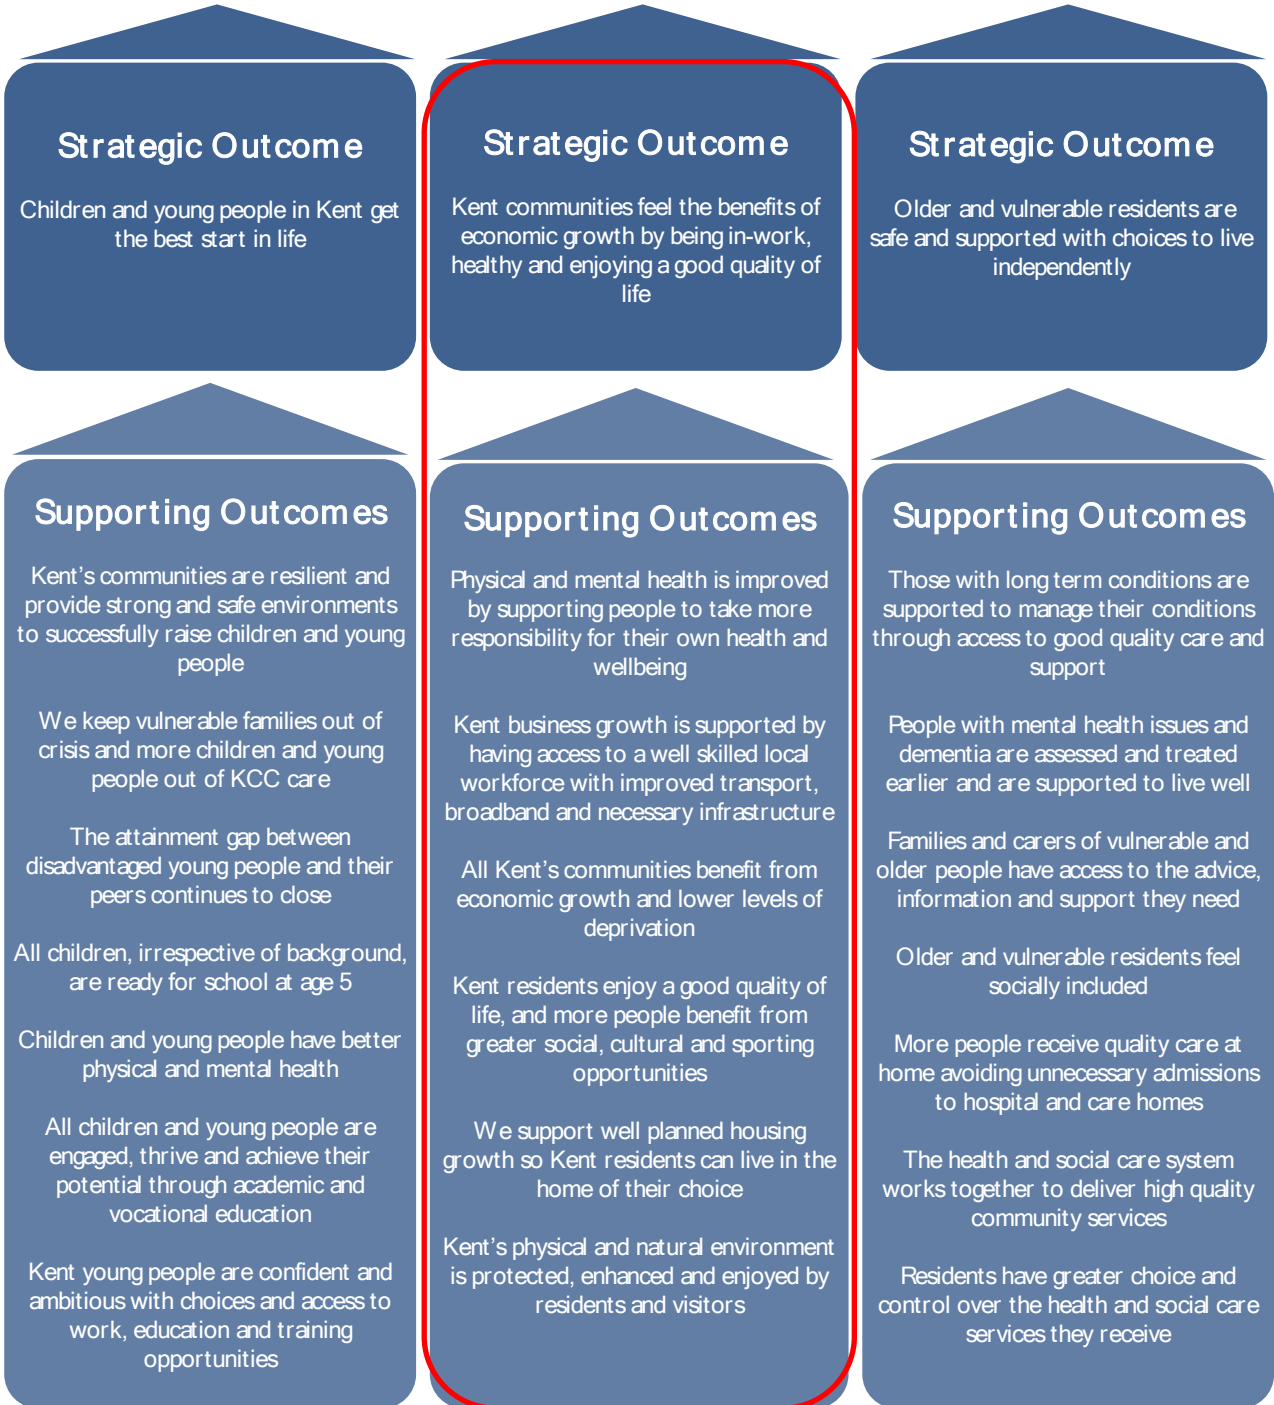 Strategic Outcome
Children and young people in Kent get
the best start in life
Supporting Outcomes
Kent's communities are resilient and
provide strong and safe environments
to successfully raise children and young
people
We keep vulnerable families out of
crisis and more children and young
people out of KCC care
The attainment gap between
disadvantaged young people and their
peers continues to close
All children, irrespective of background,
are ready for school at age 5
Children and young people have better
physical and mental health
All children and young people are
engaged, thrive and achieve their
potential through academic and
vocational education
Kent young people are confident and
ambitious with choices and access to
work, education and training
opportunities
Strategic Outcome
Kent communities feel the benefits of
economic growth by being in-work,
healthy and enjoying a good quality of
life
Supporting Outcomes
Physical and mental health is improved
by supporting people to take more
responsibility for their own health and
wellbeing
Kent business growth is supported by
having access to a well skilled local
workforce with improved transport,
broadband and necessary infrastructure
All Kent's communities benefit from
economic growth and lower levels of
deprivation
Kent residents enjoy a good quality of
life, and more people benefit from
greater social, cultural and sporting
opportunities
We support well planned housing
growth so Kent residents can live in the
home of their choice
Kent's physical and natural environment
is protected, enhanced and enjoyed by
residents and visitors
Strategic Outcome
Older and vulnerable residents are
safe and supported with choices to live
independently
Supporting Outcomes
Those with long term conditions are
supported to manage their conditions
through access to good quality care and
support
People with mental health issues and
dementia are assessed and treated
earlier and are supported to live well
Families and carers of vulnerable and
older people have access to the advice,
information and support they need
Older and vulnerable residents feel
socially included
More people receive quality care at
home avoiding unnecessary admissions
to hospital and care homes
The health and social care system
works together to deliver high quality
community services
Residents have greater choice and
control over the health and social care
services they receive